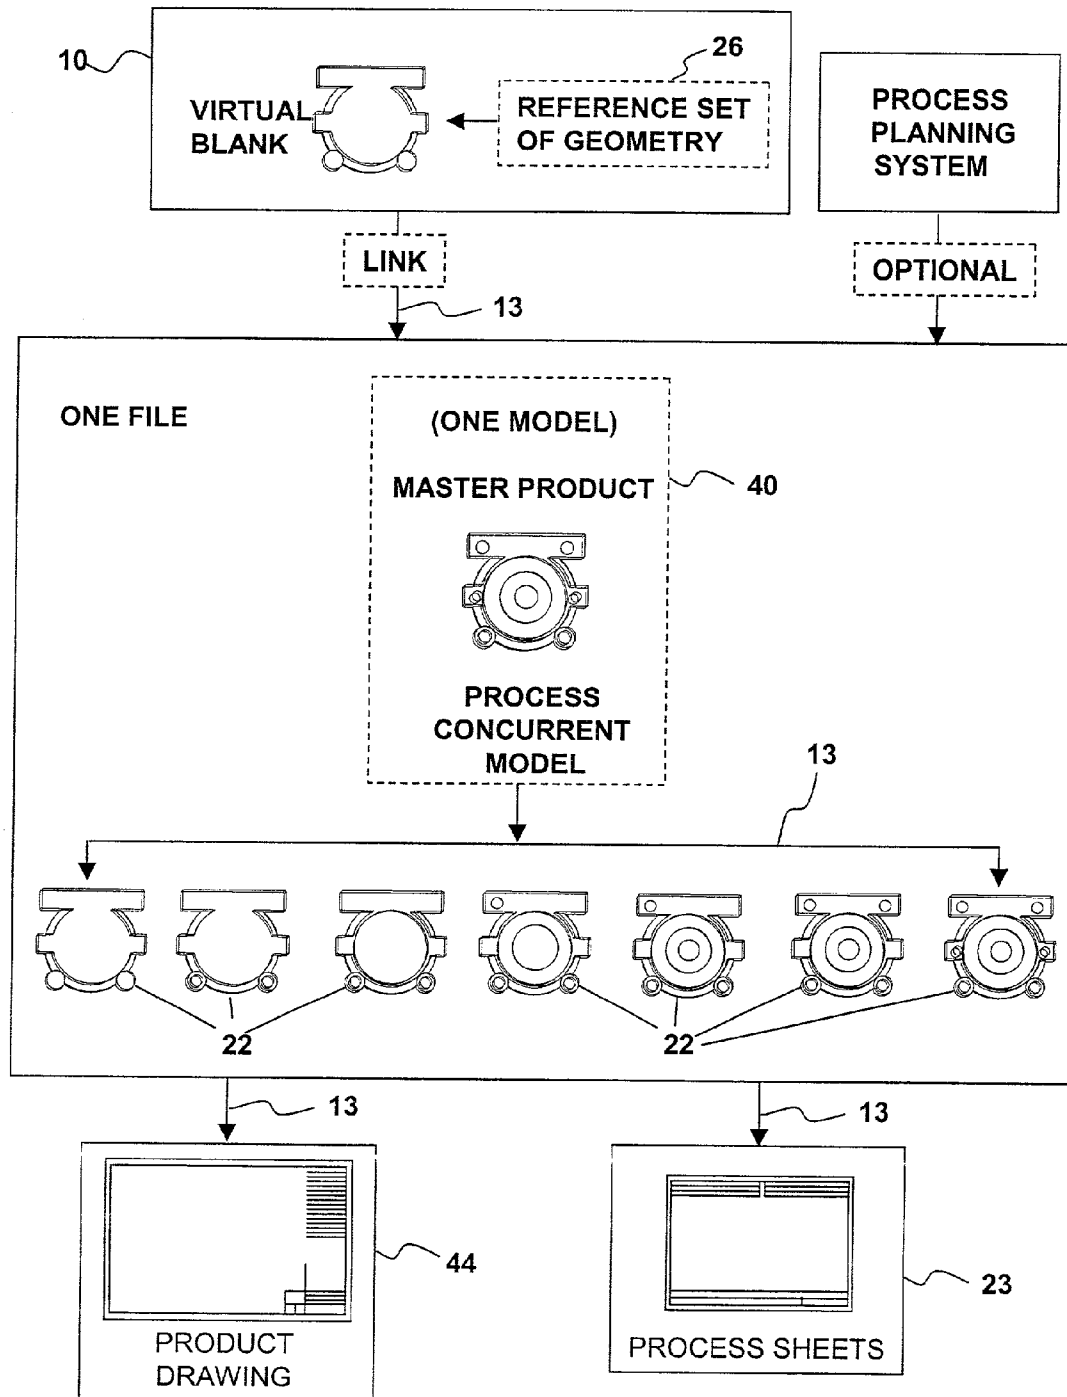 10
26
VIRTUAL
BLANK
REFERENCE SET
OF GEOMETRY
PROCESS
PLANNING
SYSTEM
LINK
OPTIONAL
13
ONE FILE
(ONE MODEL)
MASTER PRODUCT
40
PROCESS
CONCURRENT
MODEL
13
22
22
13
13
44
23
PRODUCT
DRAWING
PROCESS SHEETS